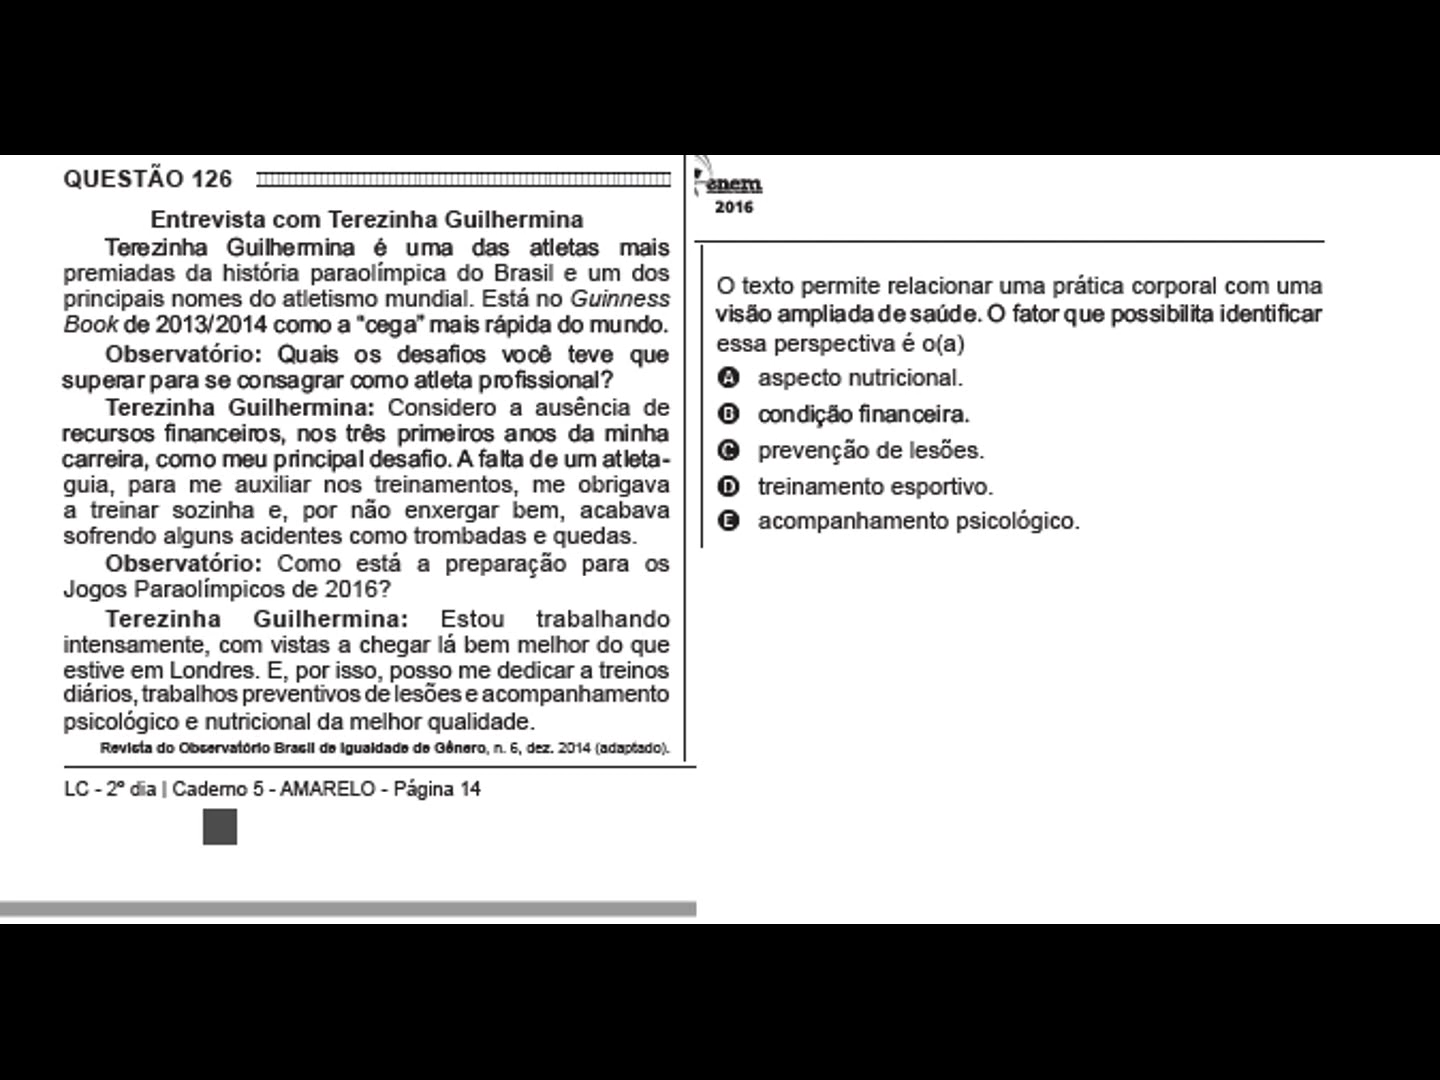 QUESTÃO 126
Entrevista com Terezinha Guilhermina
Terezinha Guilhermina é uma das atletas mais
premiadas da história paraolímpica do Brasil e um dos
principais nomes do atletismo mundial. Está no Guinness
Book de 2013/2014 como a "cega" mais rápida do mundo.
Observatório: Quais os desafios você teve que
superar para se consagrar como atleta profissional?
Terezinha Guilhermina: Considero a ausência de
recursos financeiros, nos três primeiros anos da minha
carreira, como meu principal desafio. A falta de um atleta-
guia, para me auxiliar nos treinamentos, me obrigava
a treinar sozinha e, por não enxergar bem, acabava
sofrendo alguns acidentes como trombadas e quedas.
Observatório: Como está a preparação para os
Jogos Paraolímpicos de 2016?
Terezinha Guilhermina: Estou trabalhando
intensamente, com vistas a chegar lá bem melhor do que
estive em Londres. E, por isso, posso me dedicar a treinos
diários, trabalhos preventivos de lesões e acompanhamento
psicológico e nutricional da melhor qualidade.
Revista do Observatório Brasil de Igualdade de Gênero, n. 6, dez. 2014 (adaptado).
LC - 2º dia | Caderno 5 - AMARELO - Página 14
enem
2016
O texto permite relacionar uma prática corporal com uma
visão ampliada de saúde. O fator que possibilita identificar
essa perspectiva é o(a)
A aspecto nutricional.
B condição financeira.
C prevenção de lesões.
D treinamento esportivo.
E acompanhamento psicológico.